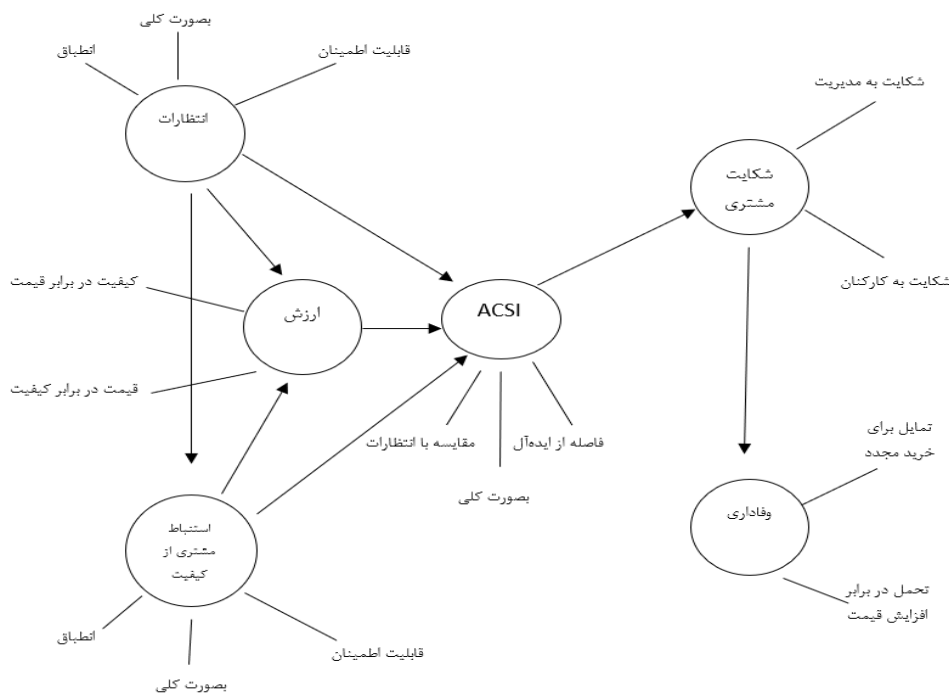 بصورت کلی
انطباق
قابلیت اطمینان
انتظارات
شکایت به مدیریت
شکایت
مشتری
شکایت به کارکنان
کیفیت در برابر قیمت
ارزش
ACSI
قیمت در برابر کیفیت
مقایسه با انتظارات
فاصله از ایده‌آل
بصورت کلی
تمایل برای
خرید مجدد
وفاداری
استنباط
مشتری از
کیفیت
تحمل در برابر
افزایش قیمت
انطباق
قابلیت اطمینان
بصورت کلی